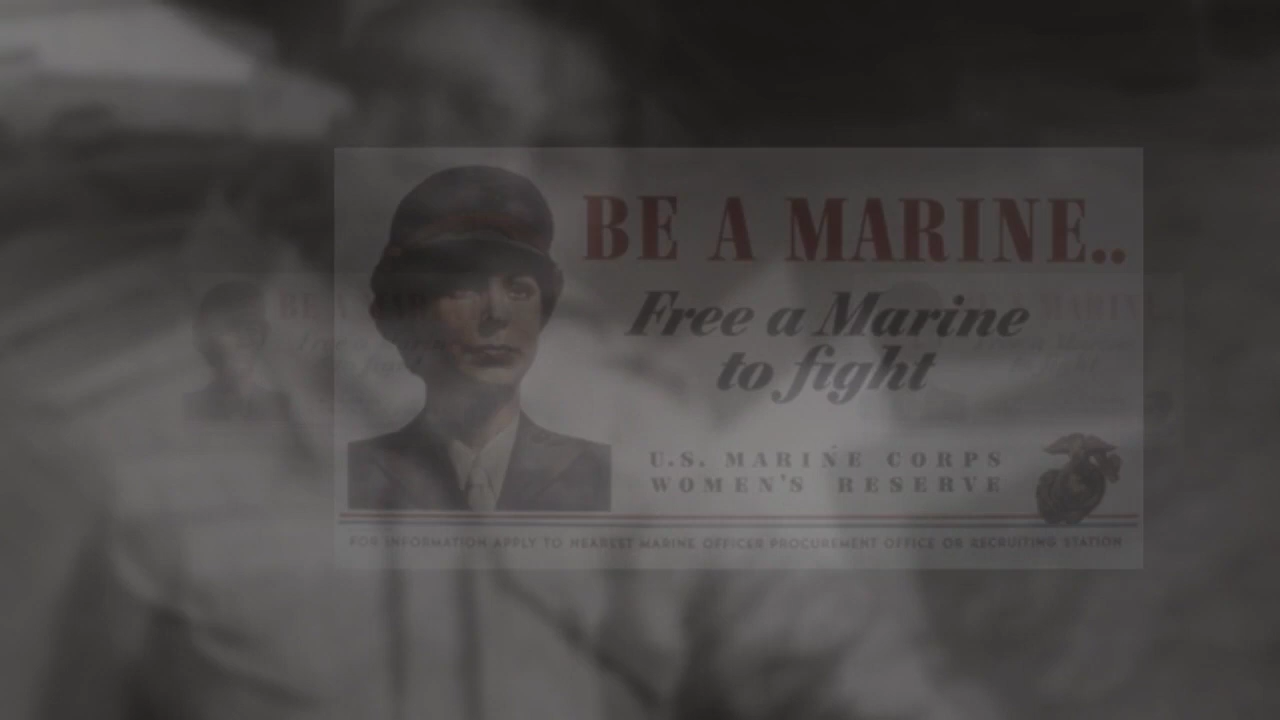 BE A MARINE..
Free a Marine
to fight
U.S. MARINE CORPS
WOMEN'S RESERVE
FOR INFORMATION APPLY TO NEAREST MARINE OFFICER PROCUREMENT OFFICE OR RECRUITING STATION